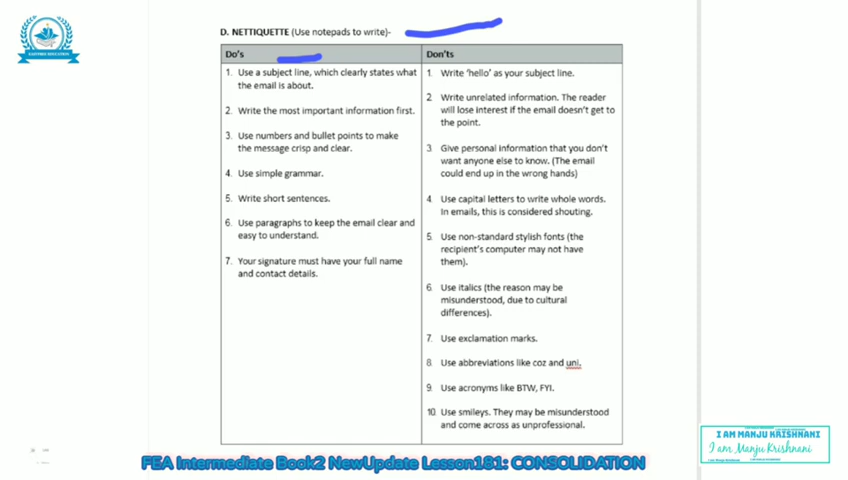 D. NETTIQUETTE (Use notepads to write)-
Do's
1. Use a subject line, which clearly states what
the email is about.
2. Write the most important information first.
3. Use numbers and bullet points to make
the message crisp and clear.
4. Use simple grammar.
5. Write short sentences.
6. Use paragraphs to keep the email clear and
easy to understand.
7. Your signature must have your full name
and contact details.
Don'ts
1. Write 'hello' as your subject line.
2 Write unrelated information. The reader
will lose interest if the email doesn't get to
the point.
3 Give personal information that you don't
want anyone else to know. (The email
could end up in the wrong hands)
4 Use capital letters to write whole words.
In emails, this is considered shouting.
5 Use non-standard stylish fonts (the
recipient's computer may not have
them).
6 Use italics (the reason may be
misunderstood, due to cultural
differences).
7. Use exclamation marks.
8 Use abbreviations like coz and uni.
9. Use acronyms like BTW, FYI.
10. Use smileys. They may be misunderstood
and come across as unprofessional.
I AM MANJU KRISHNANI
I am Manju Krishnani
FEA Intermediate Book2 NewUpdate Lesson181: CONSOLIDATION